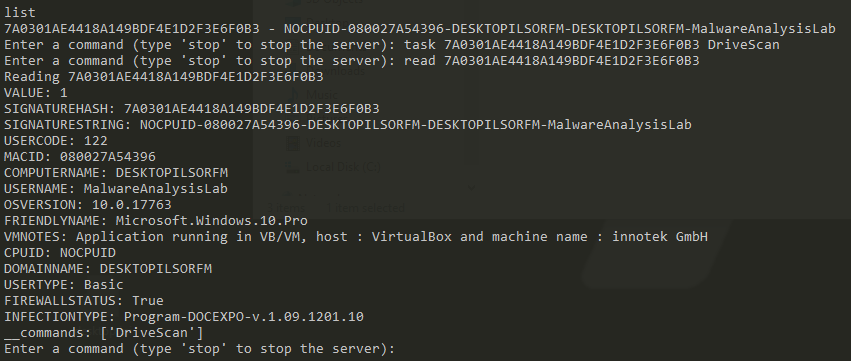 list
7A0301AE4418A149BDF4E1D2F3E6F0B3 - NOCPUID-080027A54396-DESKTOPILSORFM-DESKTOPILSORFM-MalwareAnalysisLab
Enter a command (type 'stop' to stop the server): task 7A0301AE4418A149BDF4E1D2F3E6F0B3 DriveScan
Enter a command (type 'stop' to stop the server): read 7A0301AE4418A149BDF4E1D2F3E6F0B3
Reading 7A0301AE4418A149BDF4E1D2F3E6F0B3
VALUE: 1
SIGNATUREHASH: 7A0301AE4418A149BDF4E1D2F3E6F0B3
SIGNATURESTRING: NOCPUID-080027A54396-DESKTOPILSORFM-DESKTOPILSORFM-MalwareAnalysisLab
USERCODE: 122
MACID: 080027A54396
COMPUTERNAME: DESKTOPILSORFM
USERNAME: MalwareAnalysisLab
OSVERSION: 10.0.17763
FRIENDLYNAME: Microsoft.Windows.10.Pro
VMNOTES: Application running in VB/VM, host : VirtualBox and machine name : innotek GmbH
CPUID: NOCPUID
DOMAINNAME: DESKTOPILSORFM
USERTYPE: Basic
FIREWALLSTATUS: True
INFECTIONTYPE: Program-DOCEXPO-v.1.09.1201.10
__commands: ['DriveScan']
Enter a command (type 'stop' to stop the server):